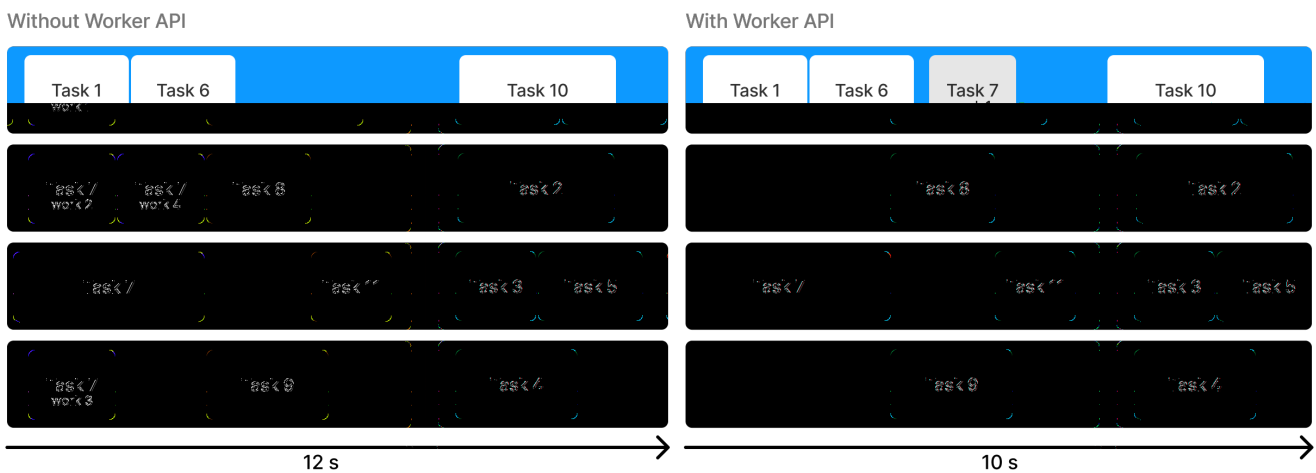 Without Worker API
With Worker API
Task 1
Task 6
Task 10
Task 1
Task 6
Task 7
Task 10
Task 7
work 2
Task 7
work 4
Task 8
Task 2
Task 8
Task 2
Task 7
Task 11
Task 3
Task 5
Task 7
Task 11
Task 3
Task 5
Task 7
work 3
Task 9
Task 4
Task 9
Task 4
12 s
10 s